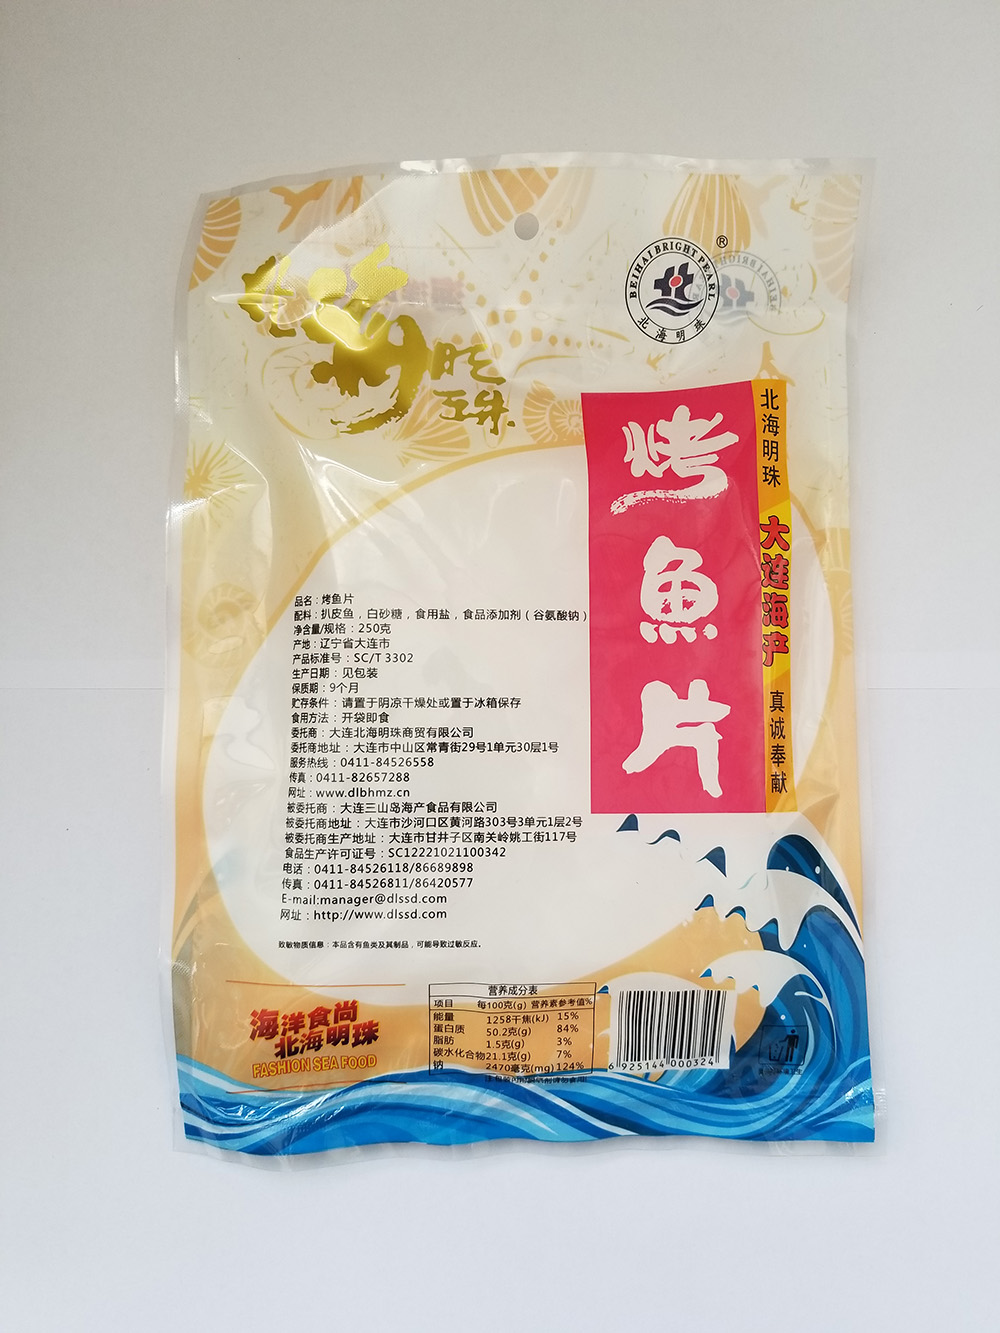 BEIHAI BRIGHT PEARL
®
北海明珠
明
珠
烤魚片
北海明珠
大连海产
真诚奉献
品名：烤鱼片
配料：扒皮鱼，白砂糖，食用盐，食品添加剂（谷氨酸钠）
净含量/规格：250克
产地：辽宁省大连市
产品标准号：SC/T 3302
生产日期：见包装
保质期：9个月
贮存条件：请置于阴凉干燥处或置于冰箱保存
食用方法：开袋即食
委托商：大连北海明珠商贸有限公司
委托商地址：大连市中山区常青街29号1单元30层1号
服务热线：0411-84526558
传真：0411-82657288
网址：www.dlbhmz.cn
被委托商：大连三山岛海产食品有限公司
被委托商地址：大连市沙河口区黄河路303号3单元1层2号
被委托商生产地址：大连市甘井子区南关岭姚工街117号
食品生产许可证号：SC12221021100342
电话：0411-84526118/86689898
传真：0411-84526811/86420577
E-mail:manager@dlssd.com
网址：http://www.dlssd.com
致敏物质信息：本品含有鱼类及其制品，可能导致过敏反应。
海洋食尚
北海明珠
FASHION SEA FOOD
营养成分表
项目 每100克(g) 营养素参考值%
能量 1258千焦(kJ) 15%
蛋白质 50.2克(g) 84%
脂肪 1.5克(g) 3%
碳水化合物 21.1克(g) 7%
钠 2470毫克(mg) 124%
6 925144 000324